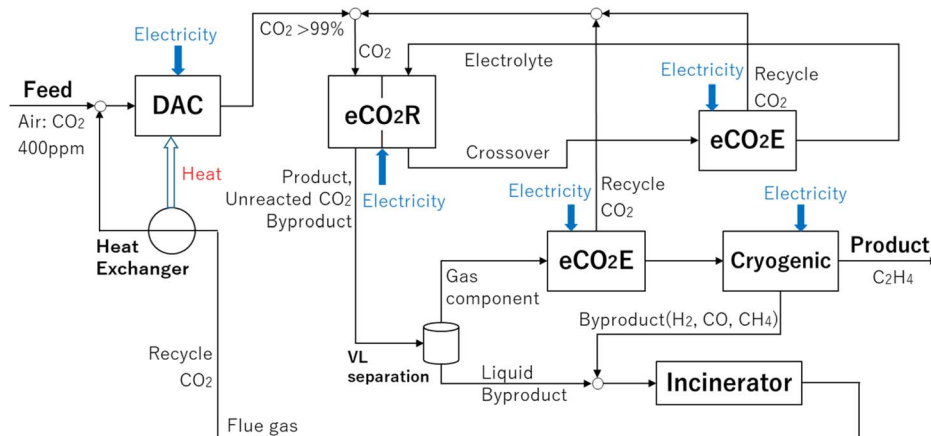 Electricity
CO2 >99%
CO2
Electrolyte
Electricity
Recycle
CO2
Feed
Air: CO2
400ppm
DAC
eCO2R
eCO2E
Crossover
Heat
Product,
Unreacted CO2
Byproduct
Electricity
Electricity
Recycle
CO2
Electricity
Heat
Exchanger
Gas
component
eCO2E
Cryogenic
Product
C2H4
Byproduct(H2, CO, CH4)
Recycle
CO2
VL
separation
Liquid
Byproduct
Incinerator
Flue gas